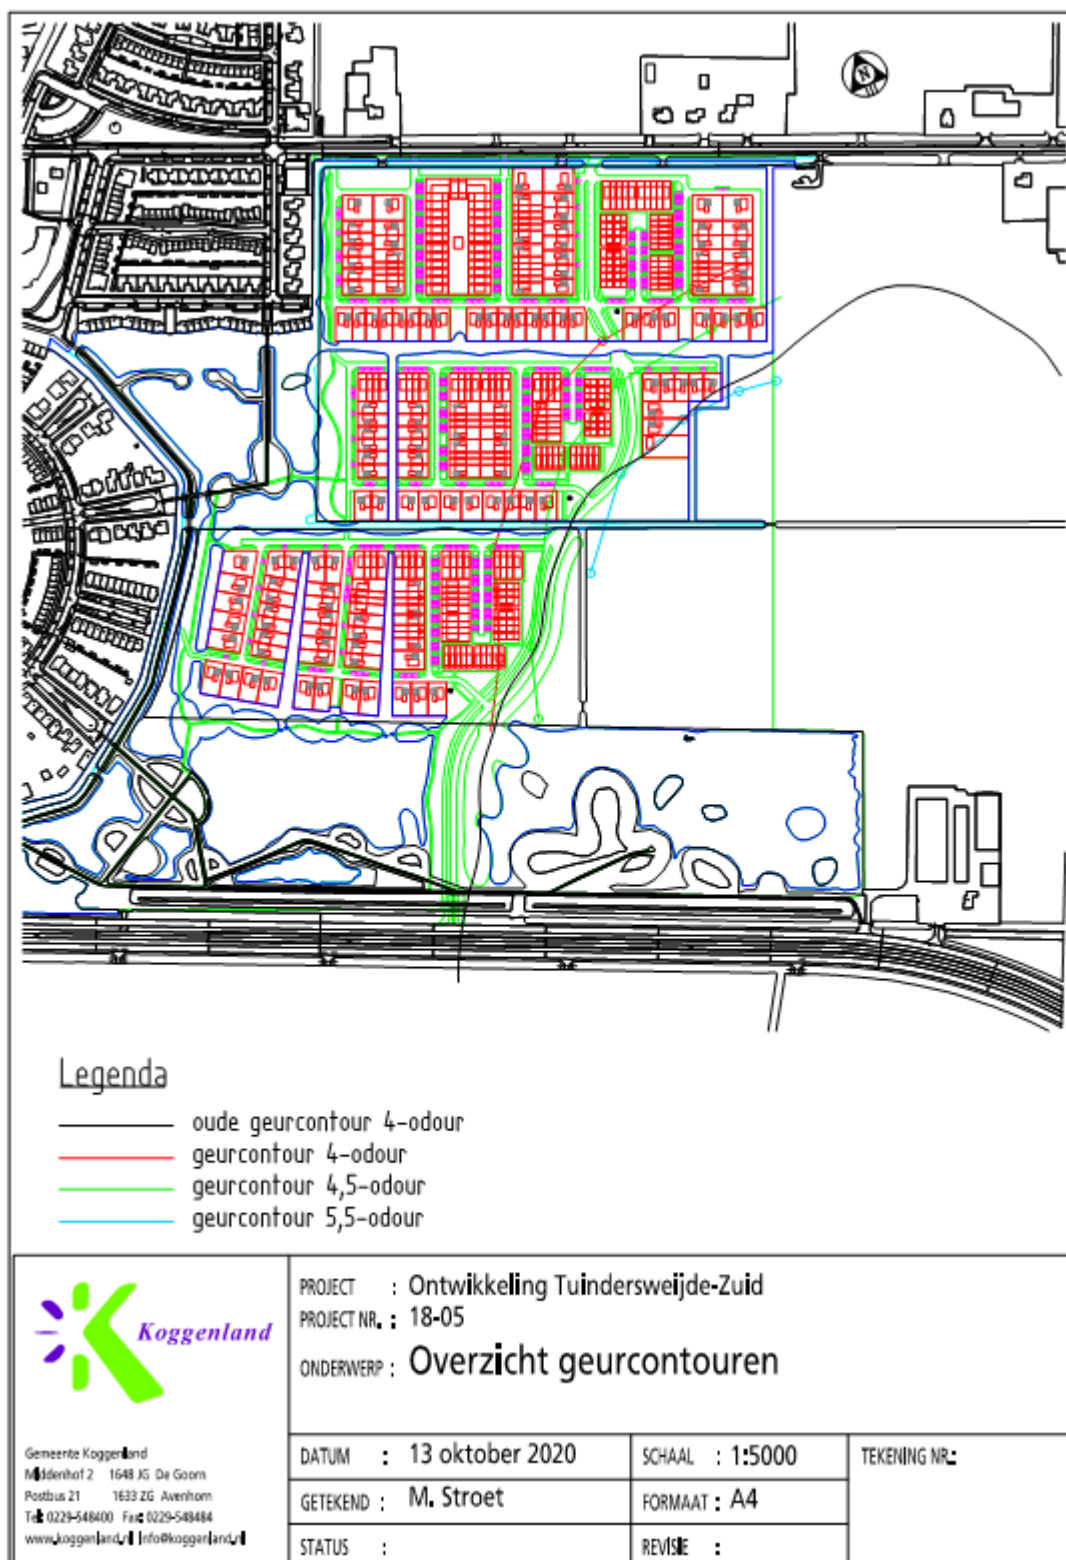 N
Legenda
oude geurcontour 4-odour
geurcontour 4-odour
geurcontour 4,5-odour
geurcontour 5,5-odour
Koggenland
Gemeente Koggenland
Middenhof 2 1648 JG De Goorn
Postbus 21 1633 ZG Avenhorn
Tel: 0229-548400 Fax: 0229-548484
www.koggenland.nl info@koggenland.nl
PROJECT : Ontwikkeling Tuindersweijde-Zuid
PROJECT NR. : 18-05
ONDERWERP : Overzicht geurcontouren
DATUM : 13 oktober 2020
SCHAAL : 1:5000
TEKENING NR.:
GETEKEND : M. Stroet
FORMAAT : A4
STATUS :
REVISIE :